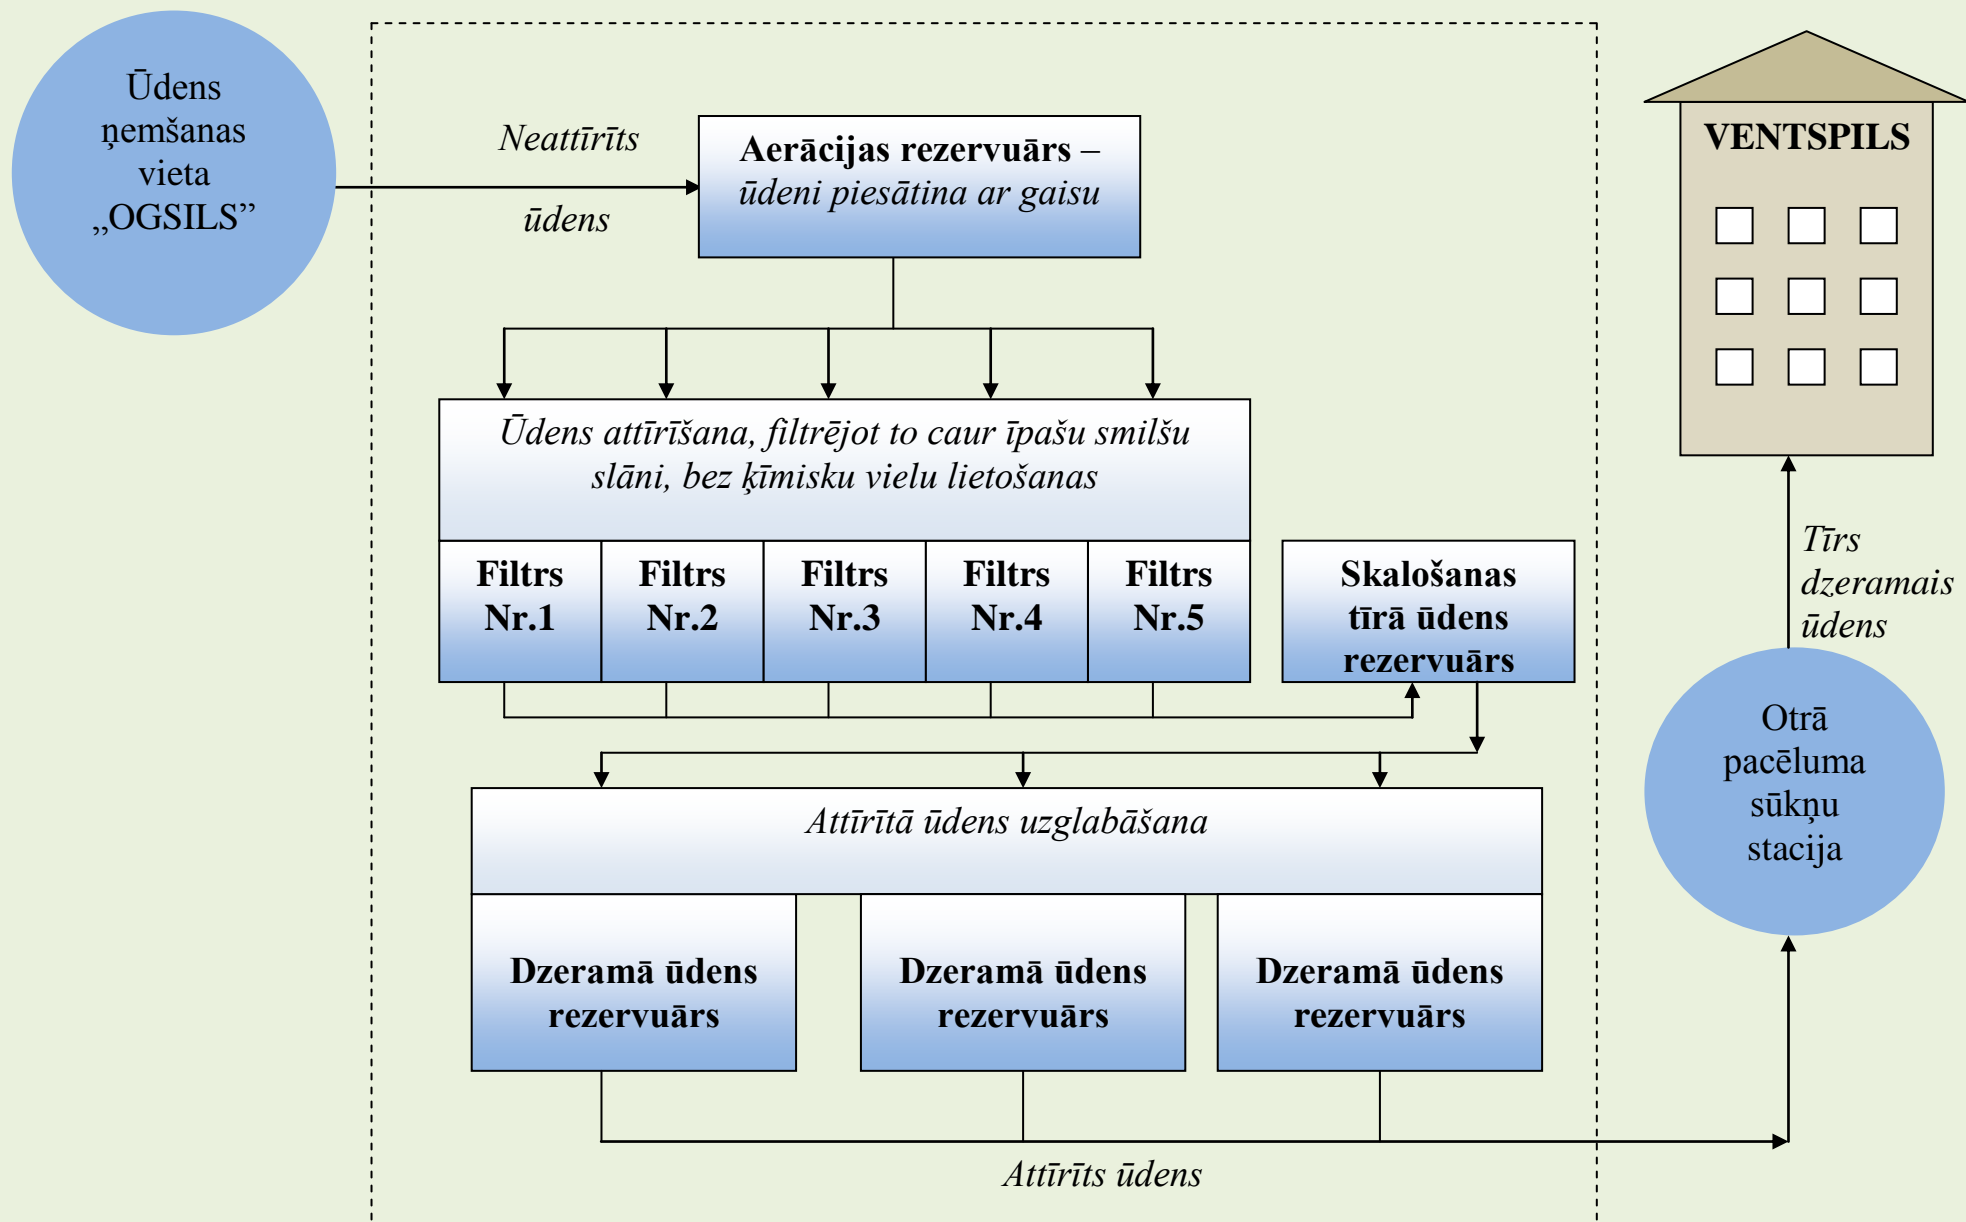 Ūdens
ņemšanas
vieta
„OGSILS”
Neattīrīts
ūdens
Aerācijas rezervuārs –
ūdeni piesātina ar gaisu
VENTSPILS
Ūdens attīrīšana, filtrējot to caur īpašu smilšu
slāni, bez ķīmisku vielu lietošanas
Filtrs
Nr.1
Filtrs
Nr.2
Filtrs
Nr.3
Filtrs
Nr.4
Filtrs
Nr.5
Skalošanas
tīrā ūdens
rezervuārs
Tīrs
dzeramais
ūdens
Otrā
pacēluma
sūkņu
stacija
Attīrītā ūdens uzglabāšana
Dzeramā ūdens
rezervuārs
Dzeramā ūdens
rezervuārs
Dzeramā ūdens
rezervuārs
Attīrīts ūdens